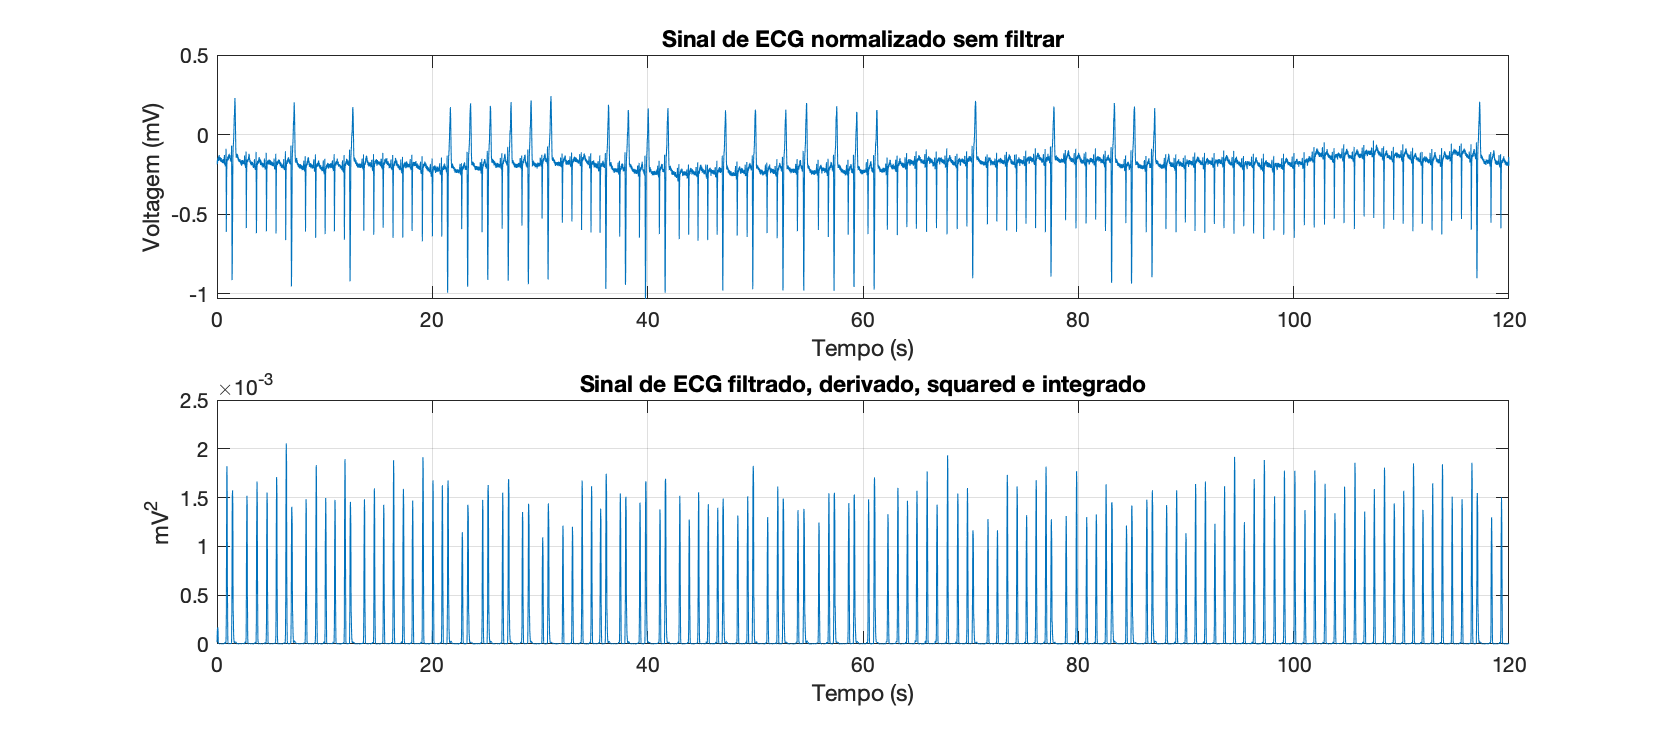 Sinal de ECG normalizado sem filtrar
0.5
0
-0.5
-1
Voltagem (mV)
0 20 40 60 80 100 120
Tempo (s)
Sinal de ECG filtrado, derivado, squared e integrado
×10-3
2.5
2
1.5
1
0.5
0
mV2
0 20 40 60 80 100 120
Tempo (s)